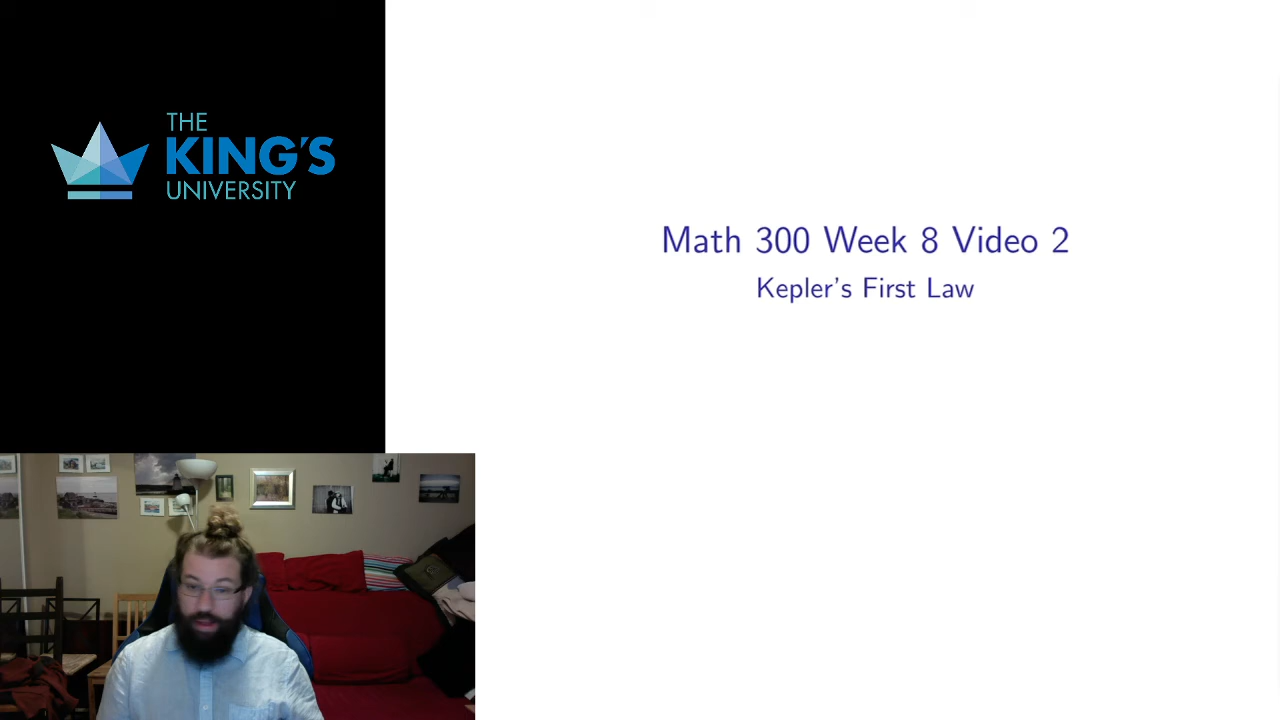 THE
KING'S
UNIVERSITY
Math 300 Week 8 Video 2
Kepler's First Law